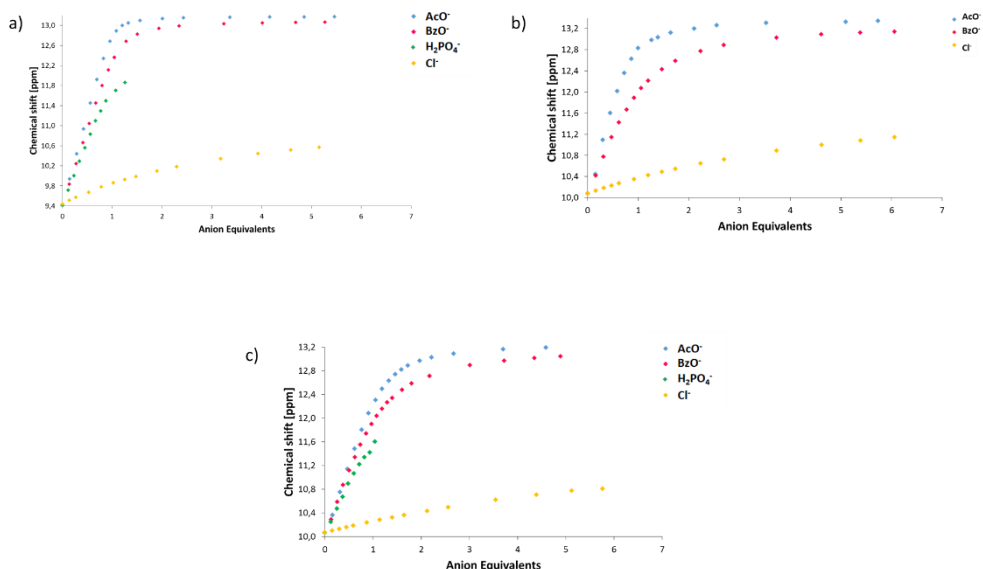 a)
Chemical shift [ppm]
13,0
12,6
12,2
11,8
11,4
11,0
10,6
10,2
9,8
9,4
0 1 2 3 4 5 6 7
Anion Equivalents
AcO⁻
BzO⁻
H₂PO₄⁻
Cl⁻
b)
Chemical shift [ppm]
13,2
12,8
12,4
12,0
11,6
11,2
10,8
10,4
10,0
0 1 2 3 4 5 6 7
Anion Equivalents
AcO⁻
BzO⁻
Cl⁻
c)
Chemical shift [ppm]
13,2
12,8
12,4
12,0
11,6
11,2
10,8
10,4
10,0
0 1 2 3 4 5 6 7
Anion Equivalents
AcO⁻
BzO⁻
H₂PO₄⁻
Cl⁻